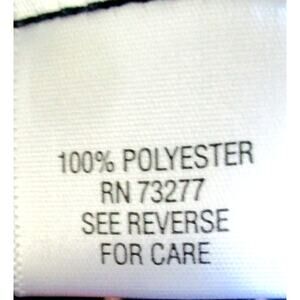 100% POLYESTER
RN 73277
SEE REVERSE
FOR CARE